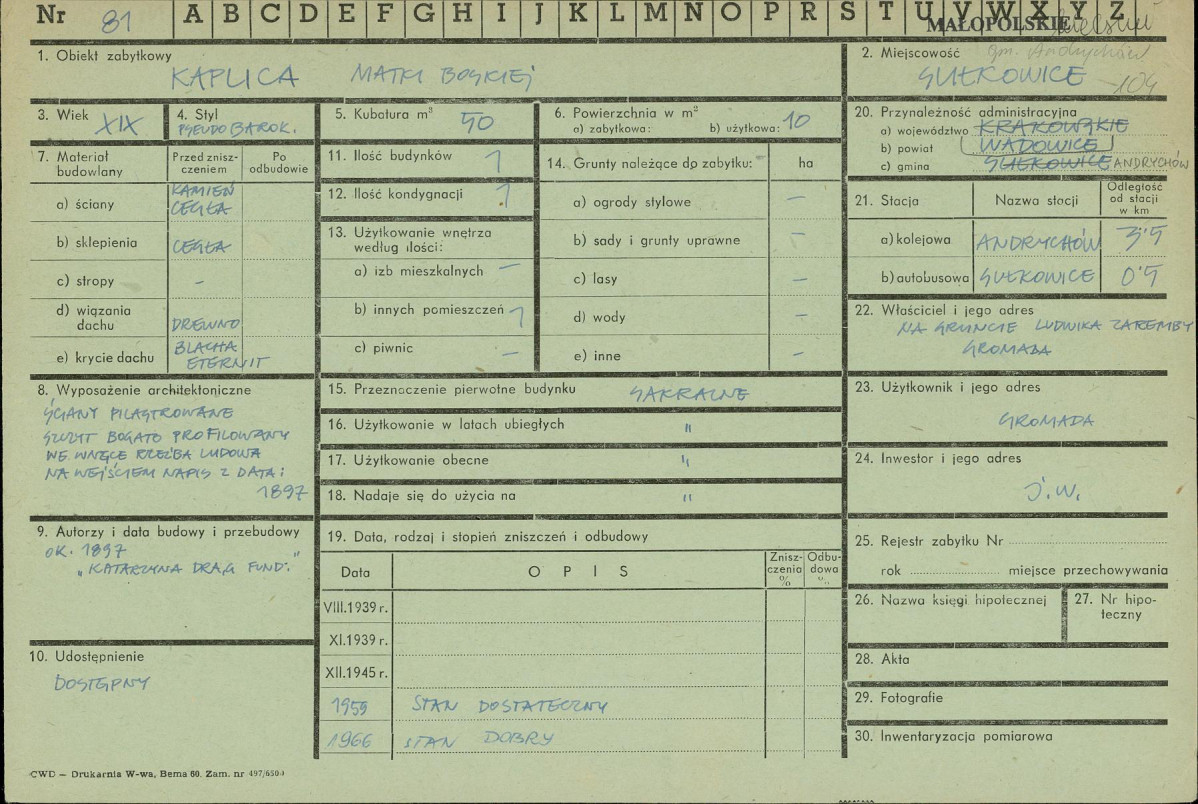 Nr 81 A B C D E F G H I J K L M N O P R S T U V W X Y Z
MAŁOPOLSKIE
1. Obiekt zabytkowy
KAPLICA MATKI BOSKIEJ
2. Miejscowość gm. Andrychów
SUŁKOWICE -104
3. Wiek XIX
4. Styl
PSEUDOBAROK.
5. Kubatura m³ 50
6. Powierzchnia w m²
a) zabytkowa: b) użytkowa: 10
20. Przynależność administracyjna
a) województwo KRAKOWSKIE
b) powiat WADOWICE
c) gmina SUŁKOWICE ANDRYCHÓW
7. Materiał budowlany
Przed zniszczeniem
Po odbudowie
a) ściany KAMIEŃ
CEGŁA
b) sklepienia CEGŁA
c) stropy –
d) wiązania dachu DREWNO
e) krycie dachu BLACHA
ETERNIT
11. Ilość budynków 1
12. Ilość kondygnacji 1
13. Użytkowanie wnętrza
według ilości:
a) izb mieszkalnych –
b) innych pomieszczeń 1
c) piwnic –
14. Grunty należące do zabytku: ha
a) ogrody stylowe –
b) sady i grunty uprawne –
c) lasy –
d) wody –
e) inne –
21. Stacja Nazwa stacji Odległość
od stacji
w km
a) kolejowa ANDRYCHÓW 3'5
b) autobusowa SUŁKOWICE 0'5
22. Właściciel i jego adres
NA GRUNCIE LUDWIKA ZAREMBY
GROMADA
8. Wyposażenie architektoniczne
ŚCIANY PILASTROWANE
SZCZYT BOGATO PROFILOWANY
WE WNĘCE RZEŹBA LUDOWA
NA WEJŚCIEM NAPIS Z DATĄ:
1897
15. Przeznaczenie pierwotne budynku SAKRALNE
16. Użytkowanie w latach ubiegłych "
17. Użytkowanie obecne "
18. Nadaje się do użycia na "
23. Użytkownik i jego adres
GROMADA
24. Inwestor i jego adres
J.W.
9. Autorzy i data budowy i przebudowy
OK. 1897
"KATARZYNA DRĄG FUND."
19. Data, rodzaj i stopień zniszczeń i odbudowy
Data OPIS Zniszczenia % Odbudowa %
VIII.1939 r.
XI.1939 r.
XII.1945 r.
1959 STAN DOSTATECZNY
1966 STAN DOBRY
25. Rejestr zabytku Nr
rok miejsce przechowywania
26. Nazwa księgi hipotecznej
27. Nr hipo-
teczny
10. Udostępnienie
DOSTĘPNY
28. Akta
29. Fotografie
30. Inwentaryzacja pomiarowa
CWD – Drukarnia W-wa, Bema 60. Zam. nr 497/6500